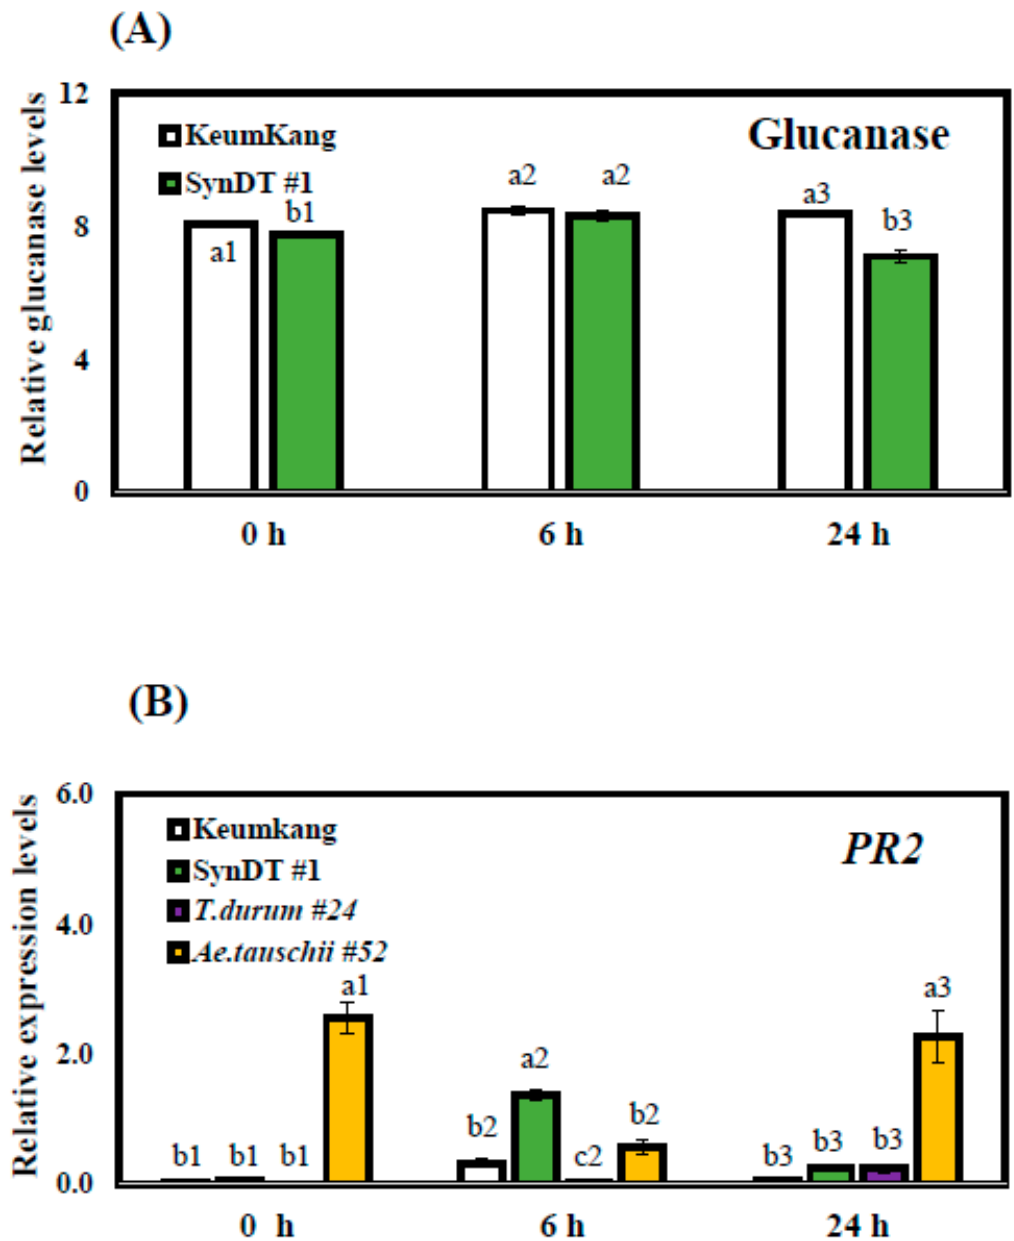 (A)
Relative glucanase levels
12
8
4
0
KeumKang
SynDT #1
Glucanase
a1
b1
a2
a2
a3
b3
0 h
6 h
24 h
(B)
Relative expression levels
6.0
4.0
2.0
0.0
Keumkang
SynDT #1
T.durum #24
Ae.tauschii #52
PR2
b1
b1
b1
a1
b2
a2
c2
b2
b3
b3
b3
a3
0 h
6 h
24 h